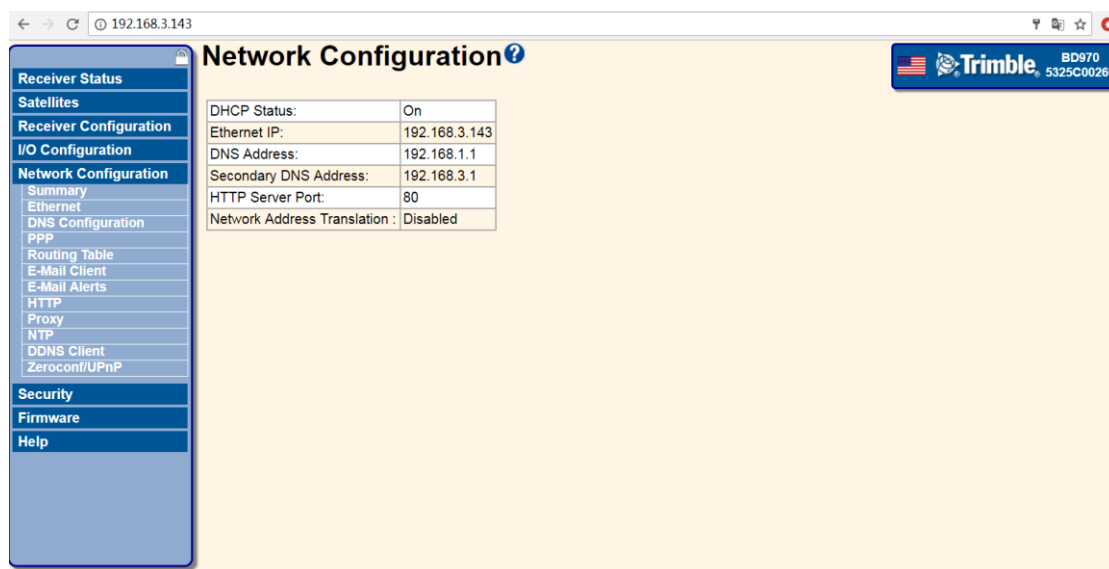 192.168.3.143
Network Configuration?
Trimble. BD970
5325C0026
Receiver Status
Satellites
Receiver Configuration
I/O Configuration
Network Configuration
Summary
Ethernet
DNS Configuration
PPP
Routing Table
E-Mail Client
E-Mail Alerts
HTTP
Proxy
NTP
DDNS Client
Zeroconf/UPnP
Security
Firmware
Help
DHCP Status: On
Ethernet IP: 192.168.3.143
DNS Address: 192.168.1.1
Secondary DNS Address: 192.168.3.1
HTTP Server Port: 80
Network Address Translation : Disabled